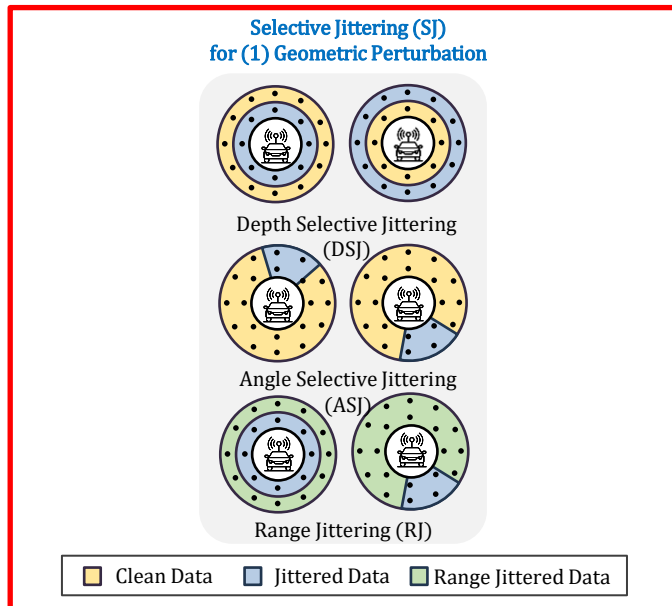 Selective Jittering (SJ)
for (1) Geometric Perturbation
Depth Selective Jittering
(DSJ)
Angle Selective Jittering
(ASJ)
Range Jittering (RJ)
Clean Data
Jittered Data
Range Jittered Data